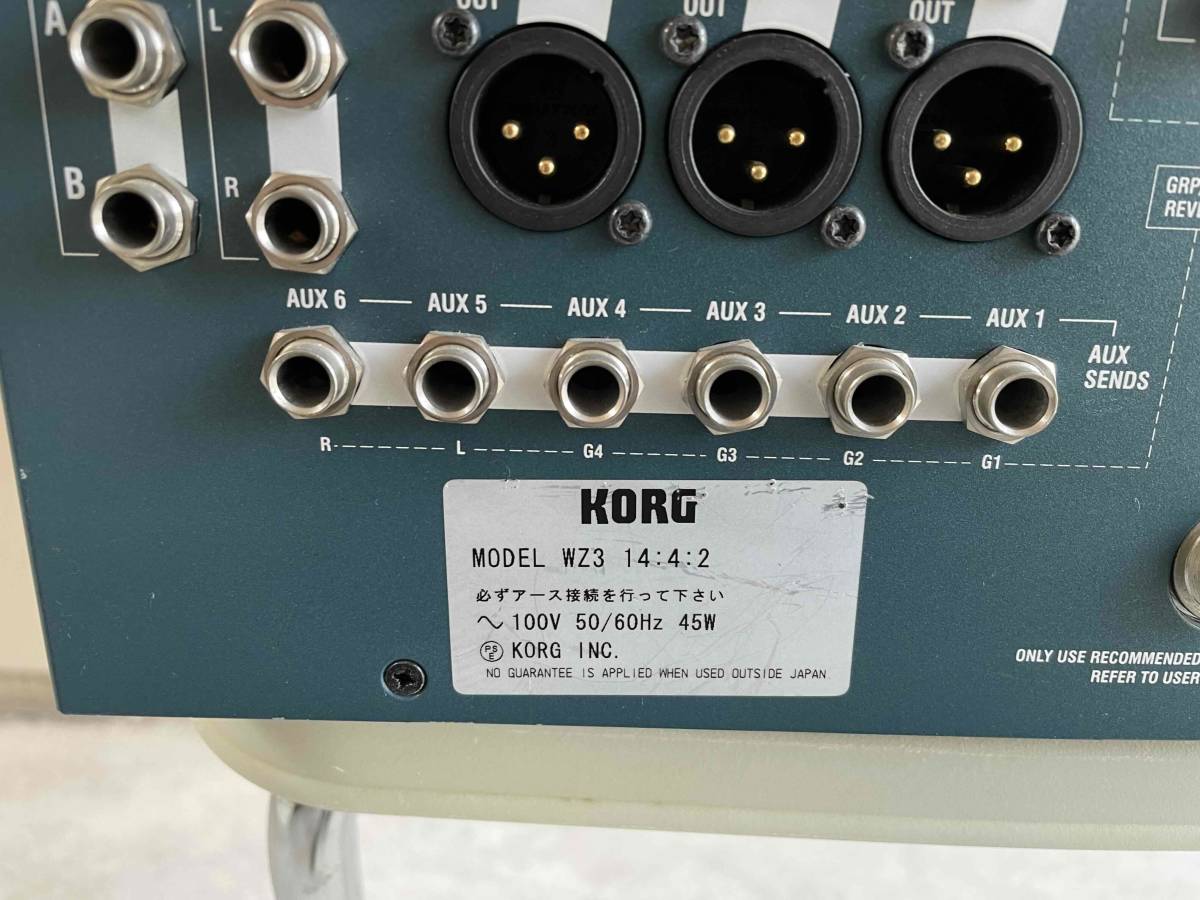 OUT OUT OUT
A L
B R
GRP
REV
AUX 6 AUX 5 AUX 4 AUX 3 AUX 2 AUX 1
AUX
SENDS
R L G4 G3 G2 G1
KORG
MODEL WZ3 14:4:2
必ずアース接続を行って下さい
〜 100V 50/60Hz 45W
PSE KORG INC.
NO GUARANTEE IS APPLIED WHEN USED OUTSIDE JAPAN
ONLY USE RECOMMENDED
REFER TO USER